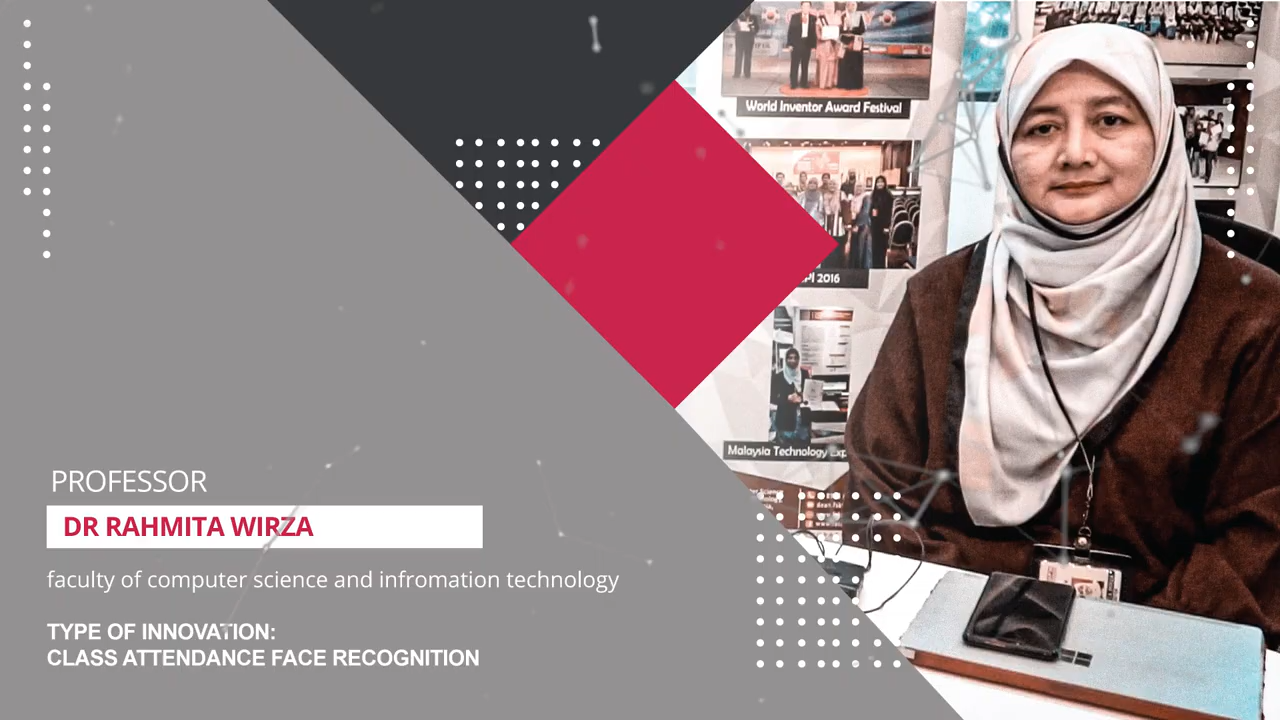 World Inventor Award Festival
PI 2016
Malaysia Technology Exp
PROFESSOR
DR RAHMITA WIRZA
faculty of computer science and infromation technology
TYPE OF INNOVATION:
CLASS ATTENDANCE FACE RECOGNITION